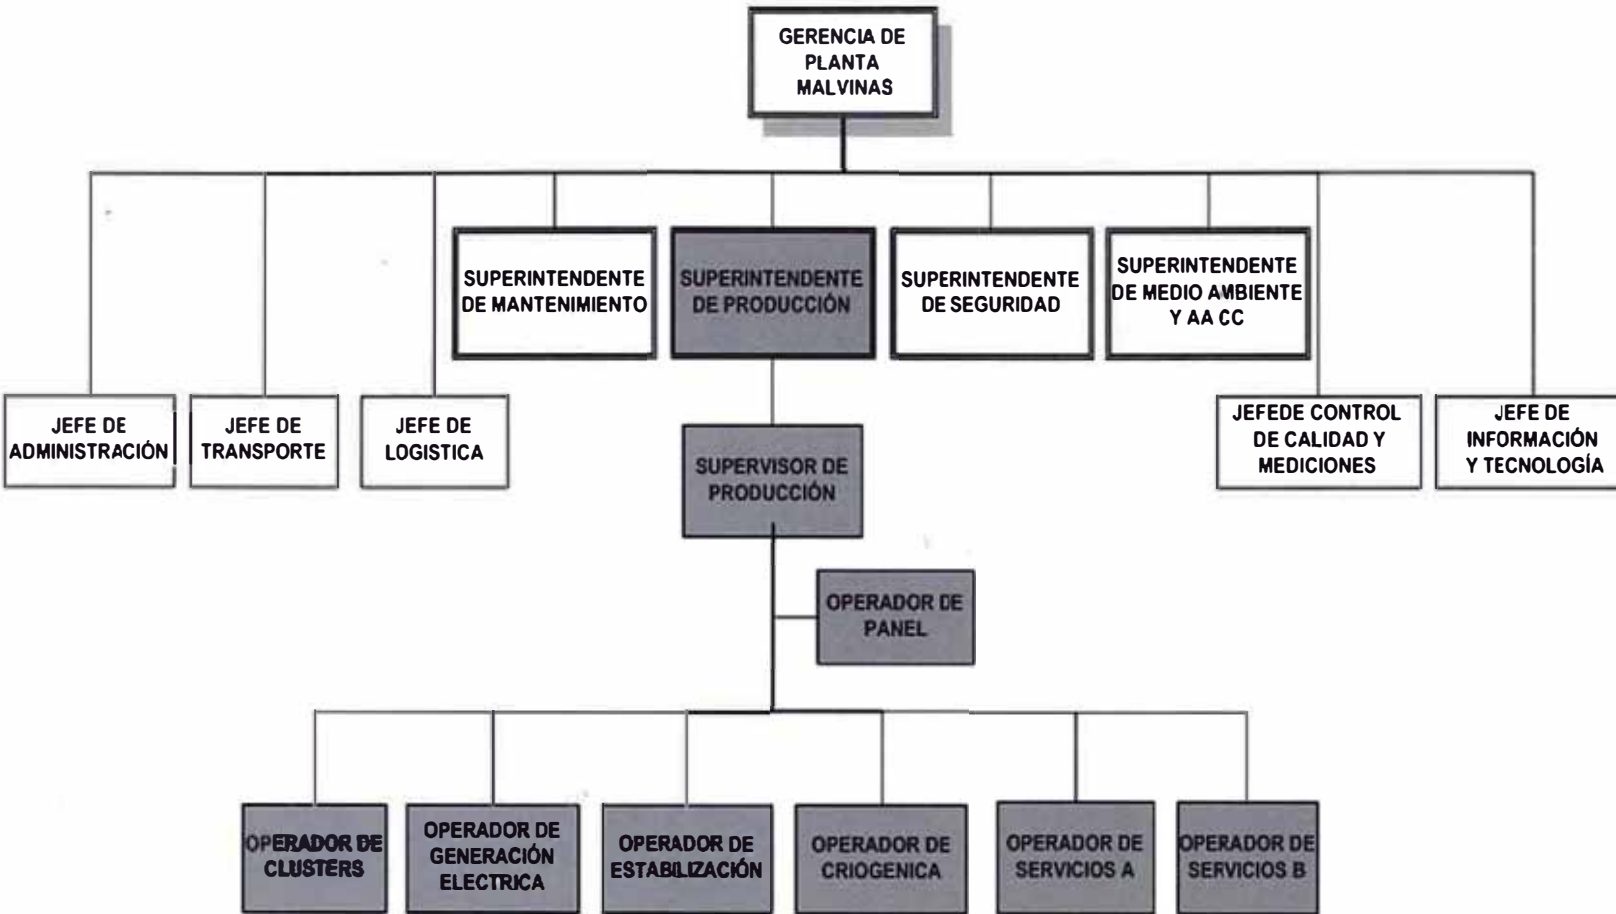 GERENCIA DE
PLANTA
MALVINAS
SUPERINTENDENTE
DE MANTENIMIENTO
SUPERINTENDENTE
DE PRODUCCIÓN
SUPERINTENDENTE
DE SEGURIDAD
SUPERINTENDENTE
DE MEDIO AMBIENTE
Y AA CC
JEFE DE
ADMINISTRACIÓN
JEFE DE
TRANSPORTE
JEFE DE
LOGISTICA
JEFEDE CONTROL
DE CALIDAD Y
MEDICIONES
JEFE DE
INFORMACIÓN
Y TECNOLOGÍA
SUPERVISOR DE
PRODUCCIÓN
OPERADOR DE
PANEL
OPERADOR DE
CLUSTERS
OPERADOR DE
GENERACIÓN
ELECTRICA
OPERADOR DE
ESTABILIZACIÓN
OPERADOR DE
CRIOGENICA
OPERADOR DE
SERVICIOS A
OPERADOR DE
SERVICIOS B